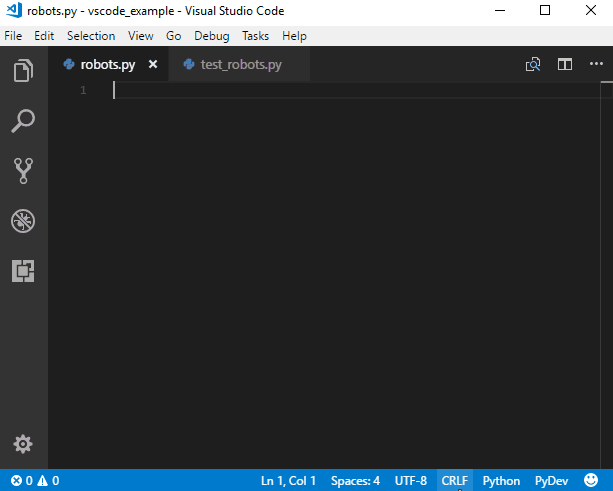 robots.py - vscode_example - Visual Studio Code
File Edit Selection View Go Debug Tasks Help
robots.py test_robots.py
1
0 0 Ln 1, Col 1 Spaces: 4 UTF-8 CRLF Python PyDev